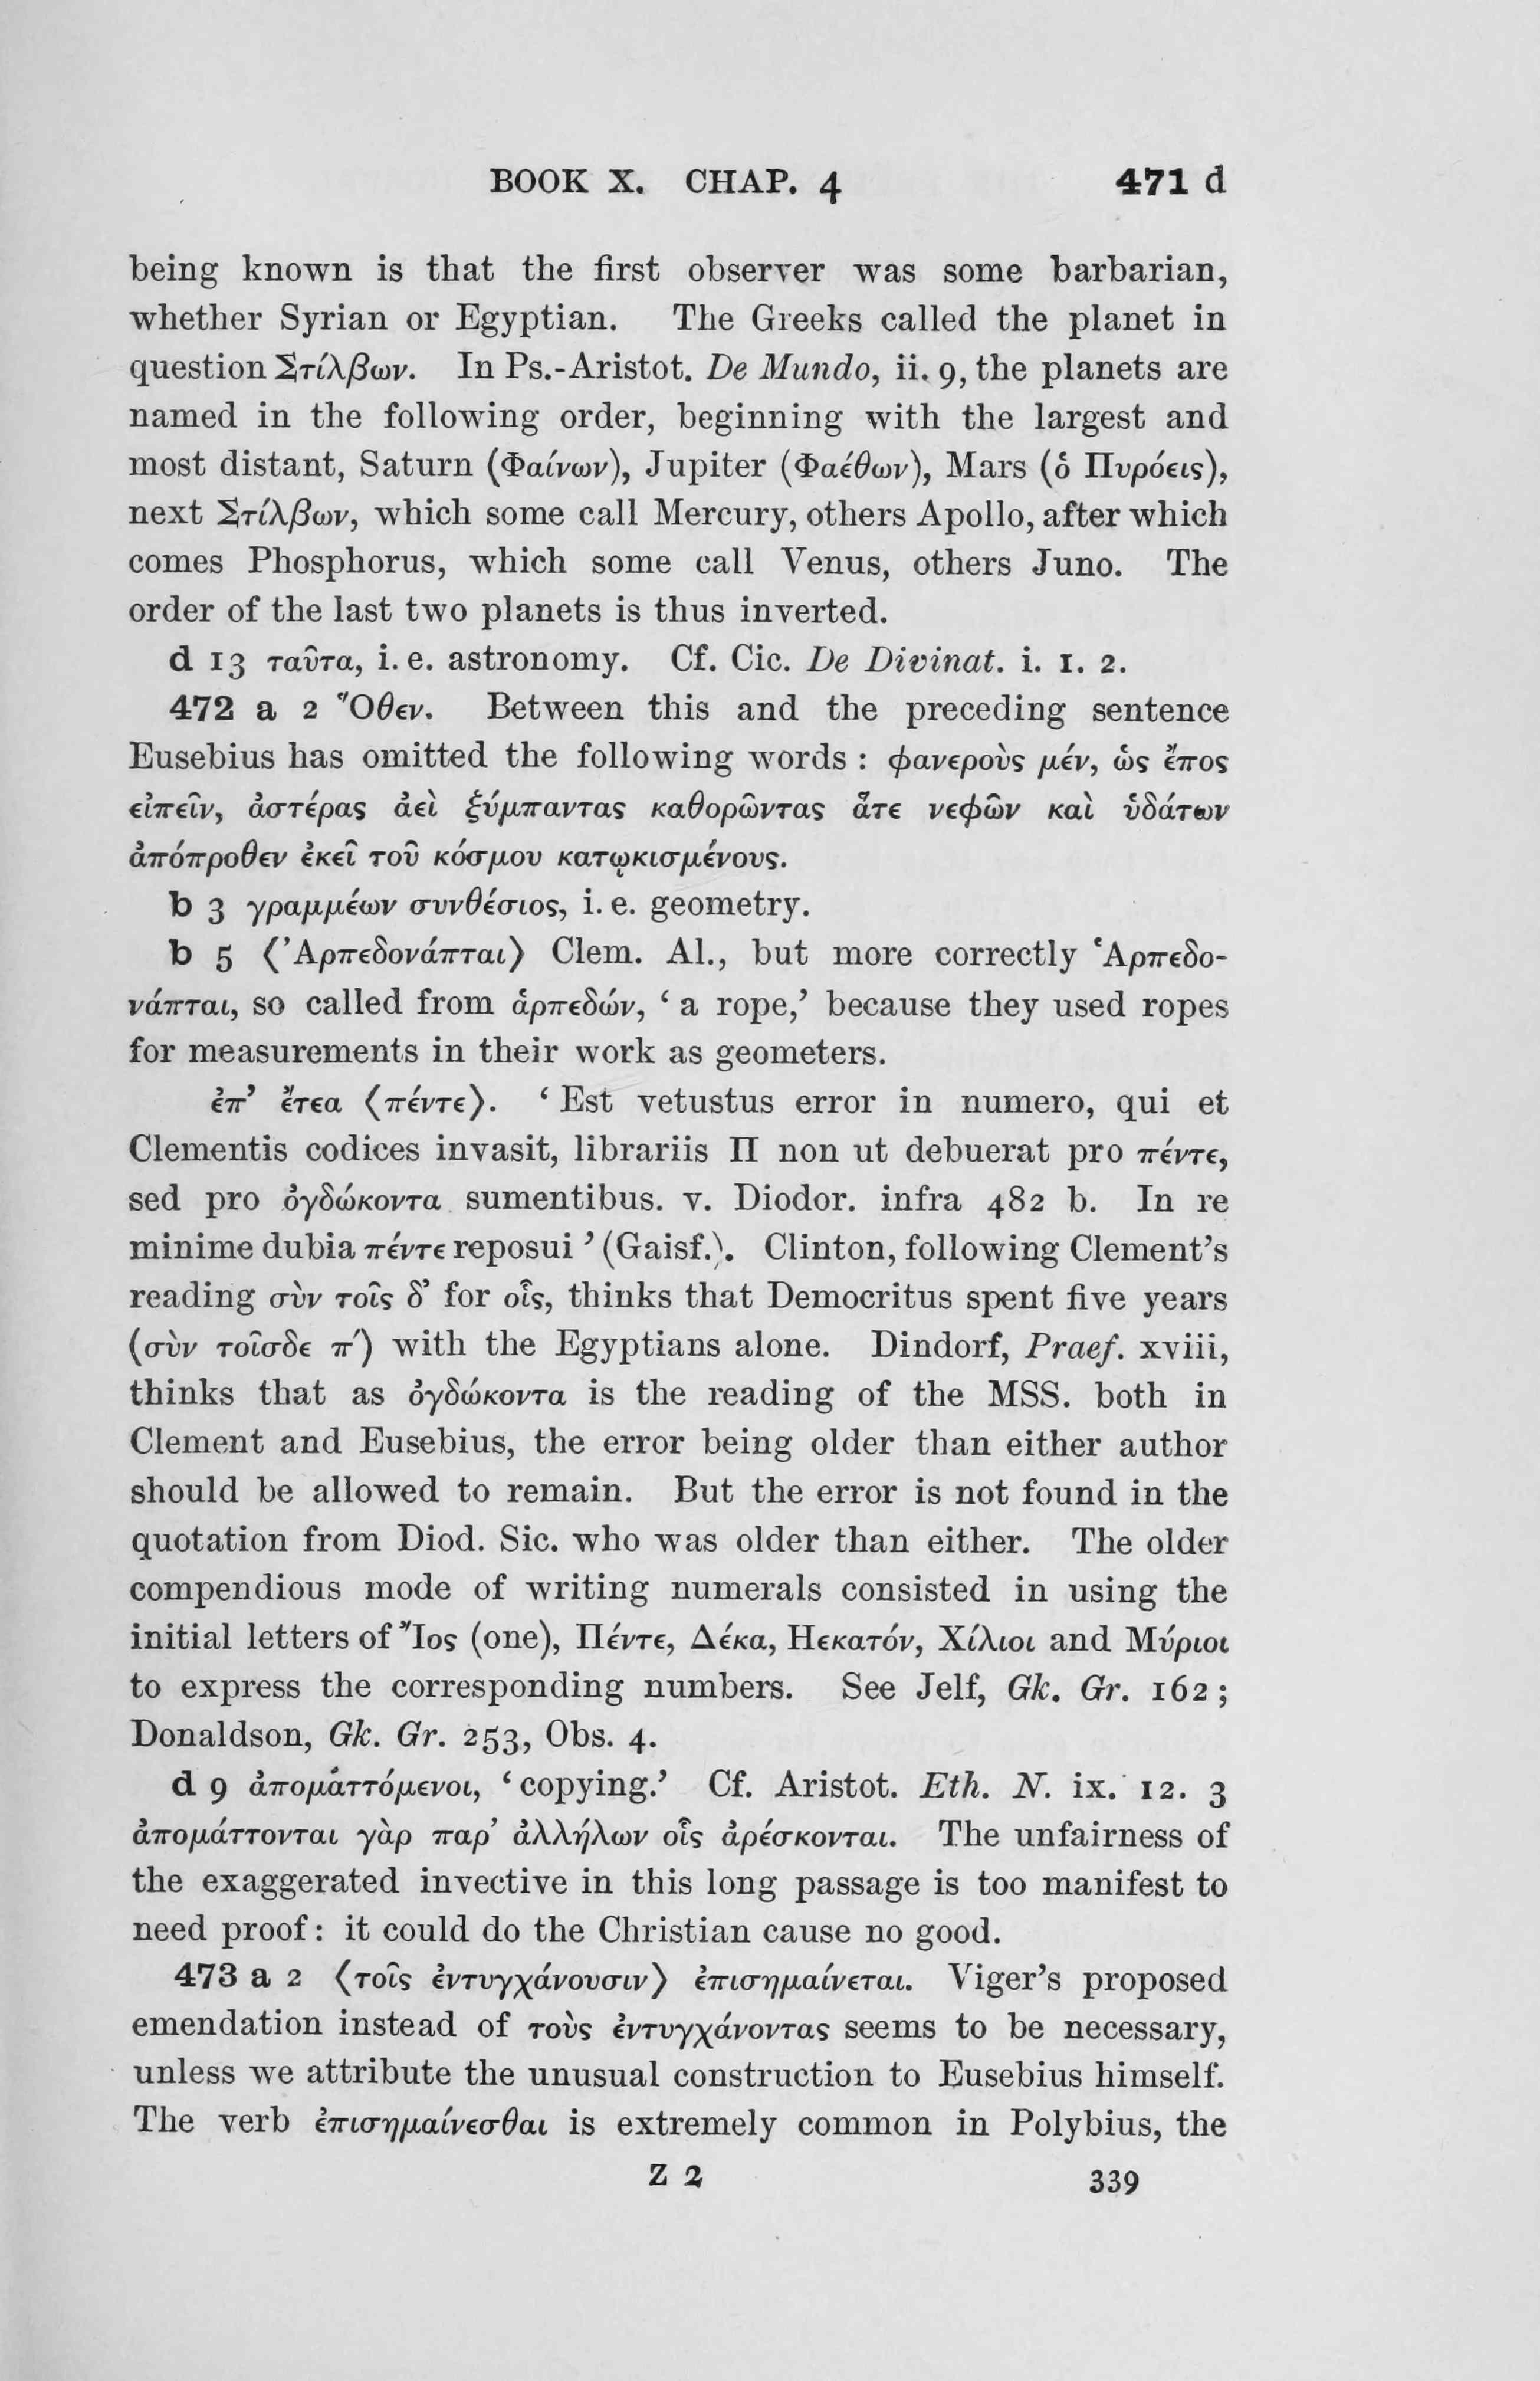 BOOK X. CHAP. 4 471 d
being known is that the first observer was some barbarian,
whether Syrian or Egyptian. The Greeks called the planet in
question Στίλβων. In Ps.-Aristot. De Mundo, ii. 9, the planets are
named in the following order, beginning with the largest and
most distant, Saturn (Φαίνων), Jupiter (Φαέθων), Mars (ὁ Πυρόεις),
next Στίλβων, which some call Mercury, others Apollo, after which
comes Phosphorus, which some call Venus, others Juno. The
order of the last two planets is thus inverted.
d 13 ταῦτα, i. e. astronomy. Cf. Cic. De Divinat. i. 1. 2.
472 a 2 Ὅθεν. Between this and the preceding sentence
Eusebius has omitted the following words : φανεροὺς μέν, ὡς ἔπος
εἰπεῖν, ἀστέρας ἀεὶ ξύμπαντας καθορῶντας ἅτε νεφῶν καὶ ὑδάτων
ἀπόπροθεν ἐκεῖ τοῦ κόσμου κατῳκισμένους.
b 3 γραμμέων συνθέσιος, i. e. geometry.
b 5 ⟨Ἀρπεδονάπται⟩ Clem. Al., but more correctly Ἁρπεδο-
νάπται, so called from ἁρπεδών, ‘ a rope,’ because they used ropes
for measurements in their work as geometers.
ἐπ’ ἔτεα ⟨πέντε⟩. ‘ Est vetustus error in numero, qui et
Clementis codices invasit, librariis Π non ut debuerat pro πέντε,
sed pro ὀγδώκοντα sumentibus. v. Diodor. infra 482 b. In re
minime dubia πέντε reposui ’ (Gaisf.). Clinton, following Clement’s
reading σὺν τοῖς δ’ for οἷς, thinks that Democritus spent five years
(σὺν τοῖσδε π′) with the Egyptians alone. Dindorf, Praef. xviii,
thinks that as ὀγδώκοντα is the reading of the MSS. both in
Clement and Eusebius, the error being older than either author
should be allowed to remain. But the error is not found in the
quotation from Diod. Sic. who was older than either. The older
compendious mode of writing numerals consisted in using the
initial letters of Ἴος (one), Πέντε, Δέκα, Ηεκατόν, Χίλιοι and Μύριοι
to express the corresponding numbers. See Jelf, Gk. Gr. 162 ;
Donaldson, Gk. Gr. 253, Obs. 4.
d 9 ἀπομάττόμενοι, ‘ copying.’ Cf. Aristot. Eth. N. ix. 12. 3
ἀπομάττονται γὰρ παρ’ ἀλλήλων οἷς ἀρέσκονται. The unfairness of
the exaggerated invective in this long passage is too manifest to
need proof : it could do the Christian cause no good.
473 a 2 ⟨τοῖς ἐντυγχάνουσιν⟩ ἐπισημαίνεται. Viger’s proposed
emendation instead of τοὺς ἐντυγχάνοντας seems to be necessary,
unless we attribute the unusual construction to Eusebius himself.
The verb ἐπισημαίνεσθαι is extremely common in Polybius, the
Z 2 339